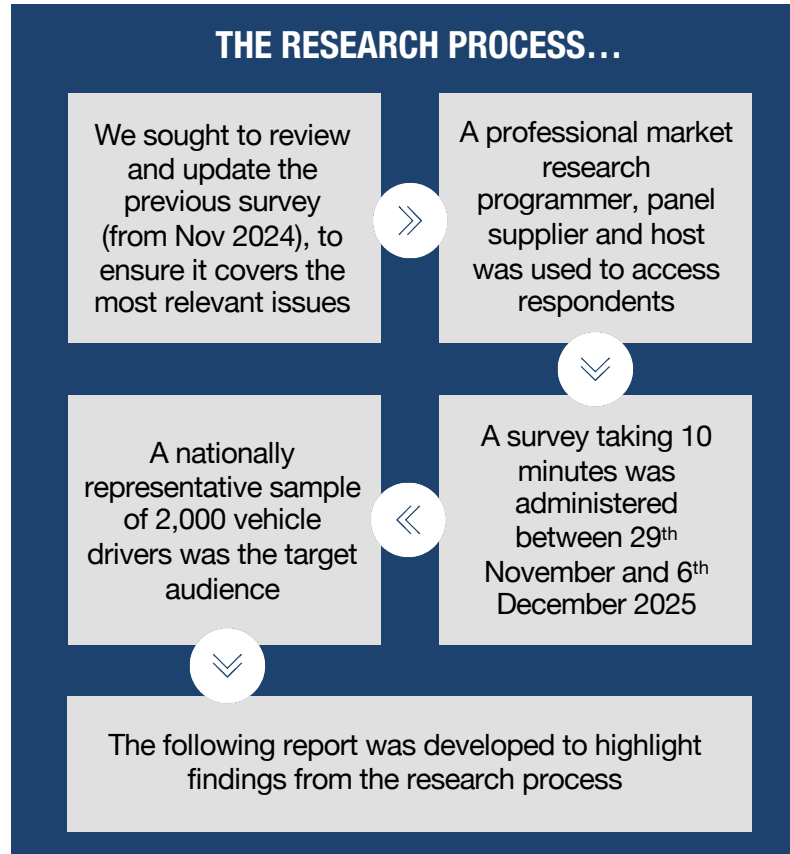 THE RESEARCH PROCESS…
We sought to review
and update the
previous survey
(from Nov 2024), to
ensure it covers the
most relevant issues
A professional market
research
programmer, panel
supplier and host
was used to access
respondents
A survey taking 10
minutes was
administered
between 29th
November and 6th
December 2025
A nationally
representative sample
of 2,000 vehicle
drivers was the target
audience
The following report was developed to highlight
findings from the research process